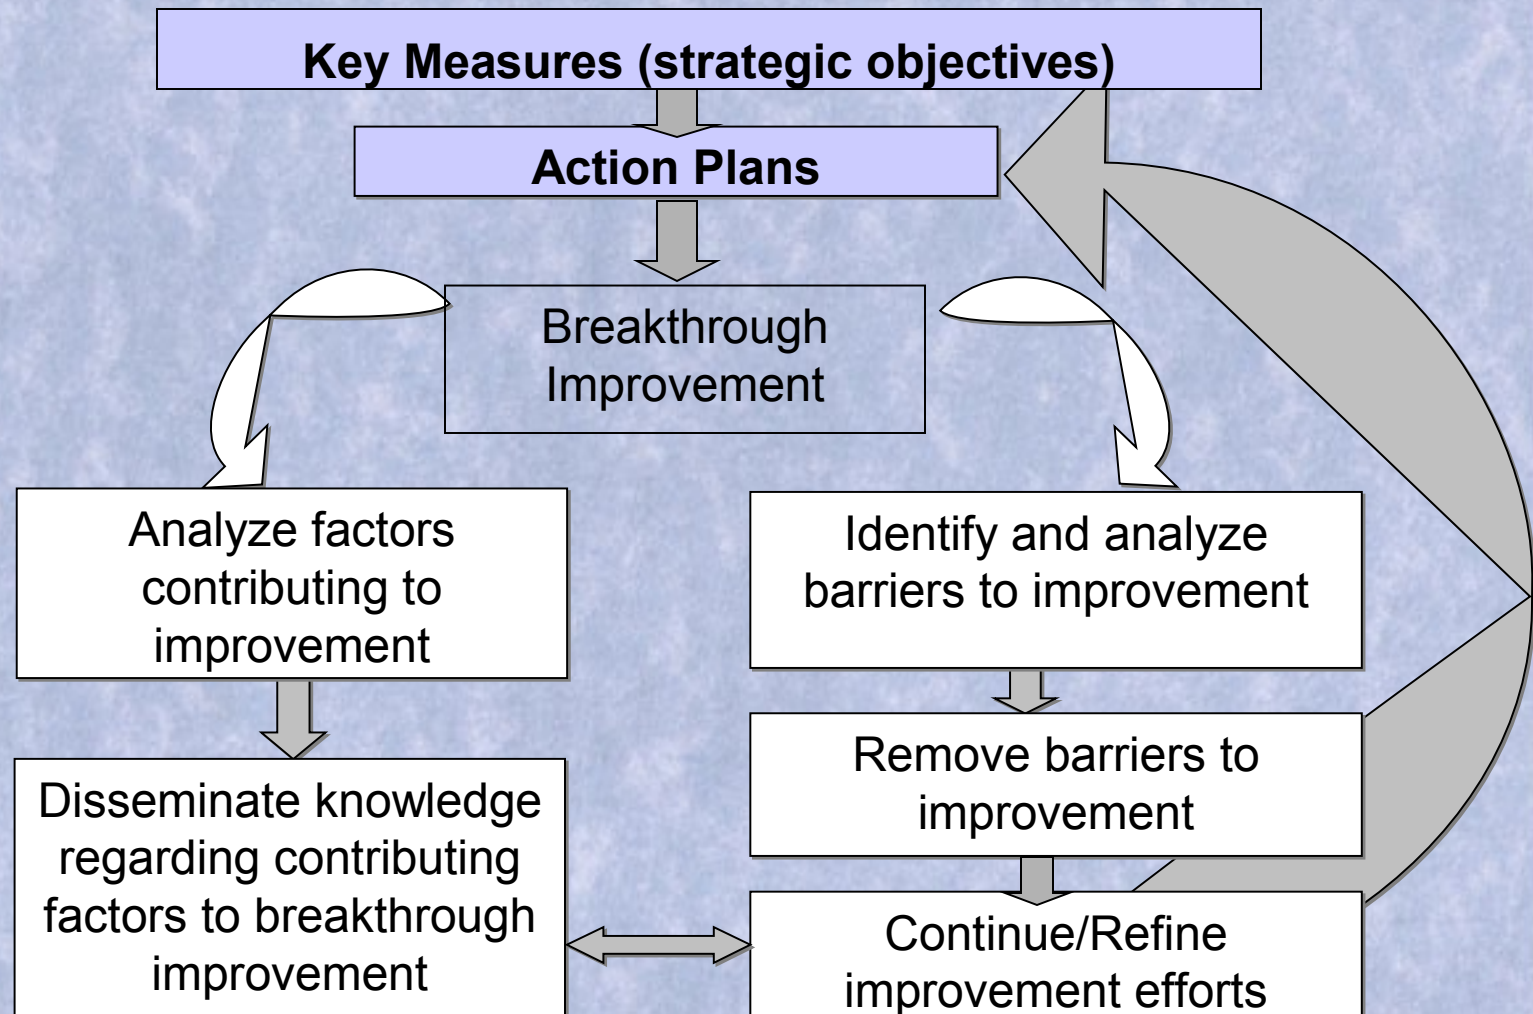 Key Measures (strategic objectives)
Action Plans
Breakthrough
Improvement
Analyze factors
contributing to
improvement
Identify and analyze
barriers to improvement
Remove barriers to
improvement
Disseminate knowledge
regarding contributing
factors to breakthrough
improvement
Continue/Refine
improvement efforts